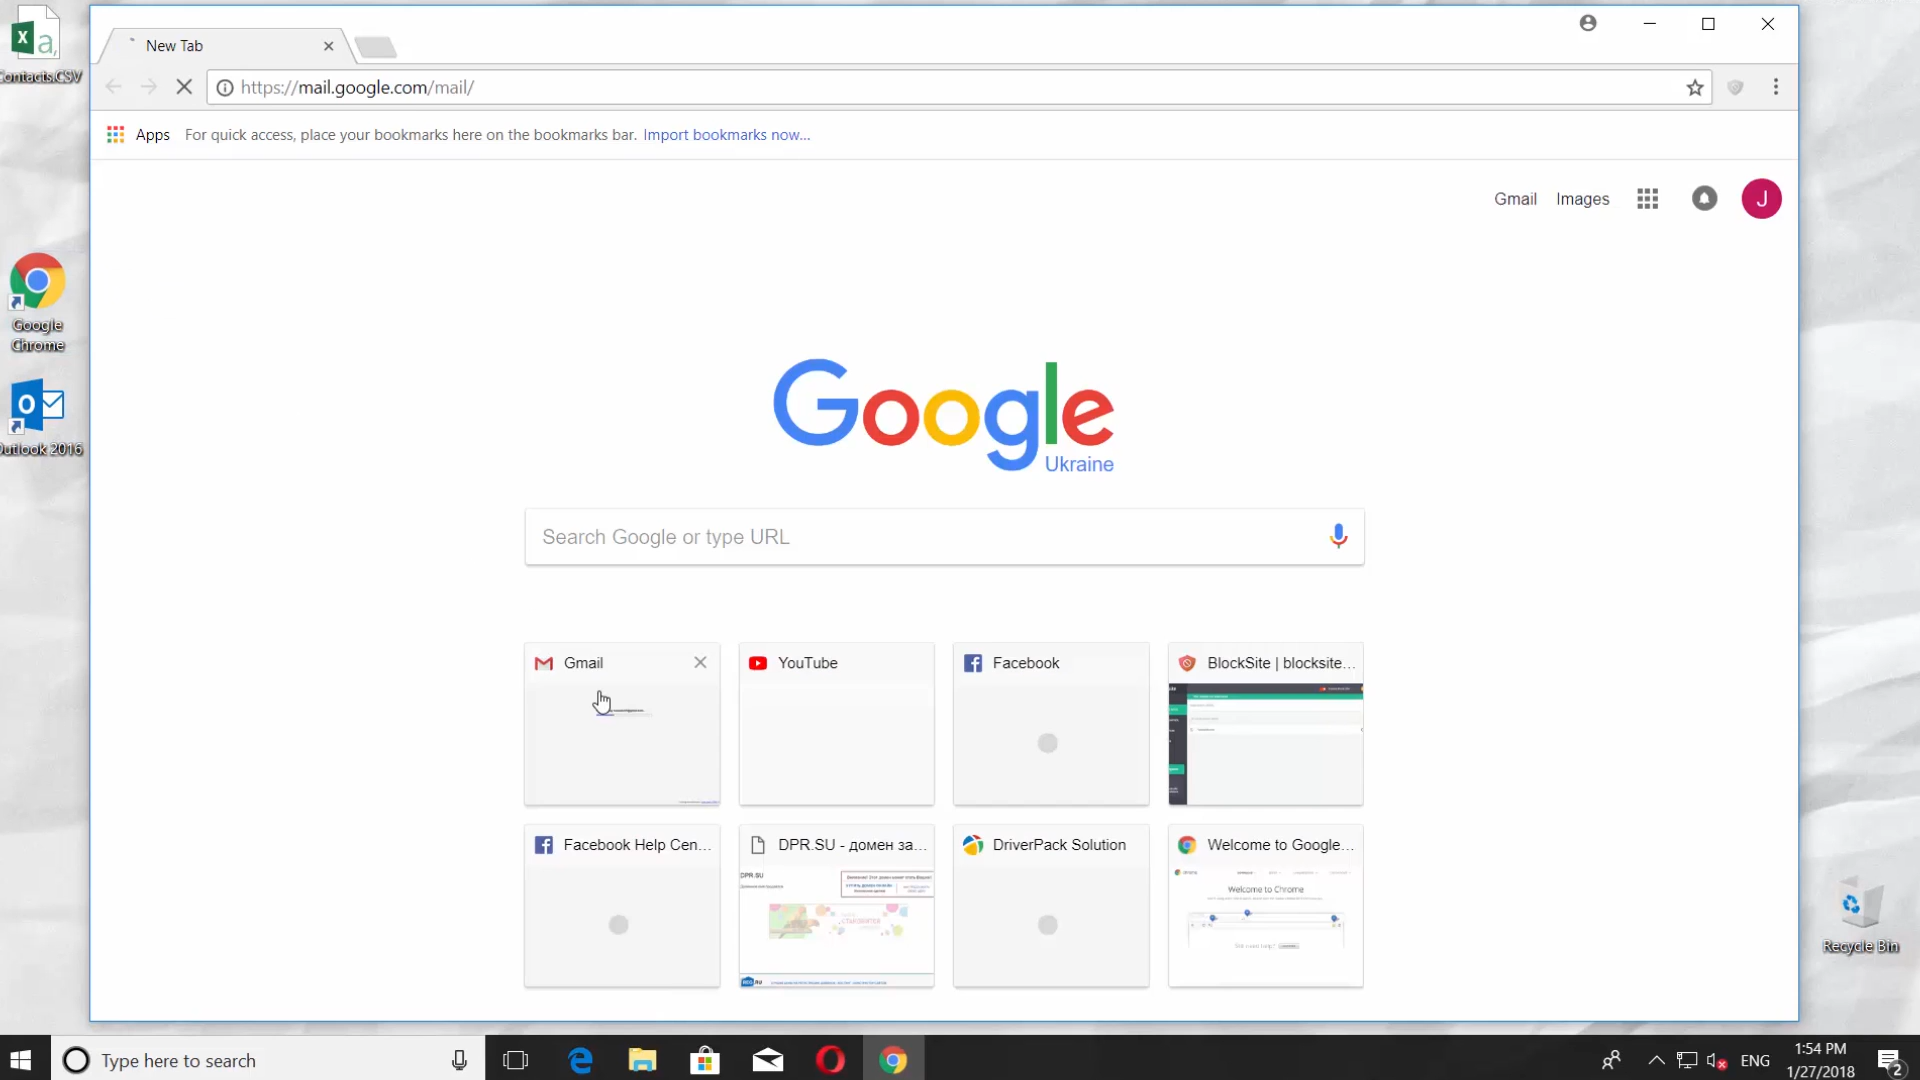 New Tab
https://mail.google.com/mail/
Apps For quick access, place your bookmarks here on the bookmarks bar. Import bookmarks now...
Gmail Images J
Contacts.CSV
Google
Chrome
Outlook 2016
Google
Ukraine
Search Google or type URL
Gmail YouTube Facebook BlockSite | blocksite...
Facebook Help Cen... DPR.SU - домен за... DriverPack Solution Welcome to Google...
DPR.SU
Welcome to Chrome
Recycle Bin
Type here to search
ENG
1:54 PM
1/27/2018
2